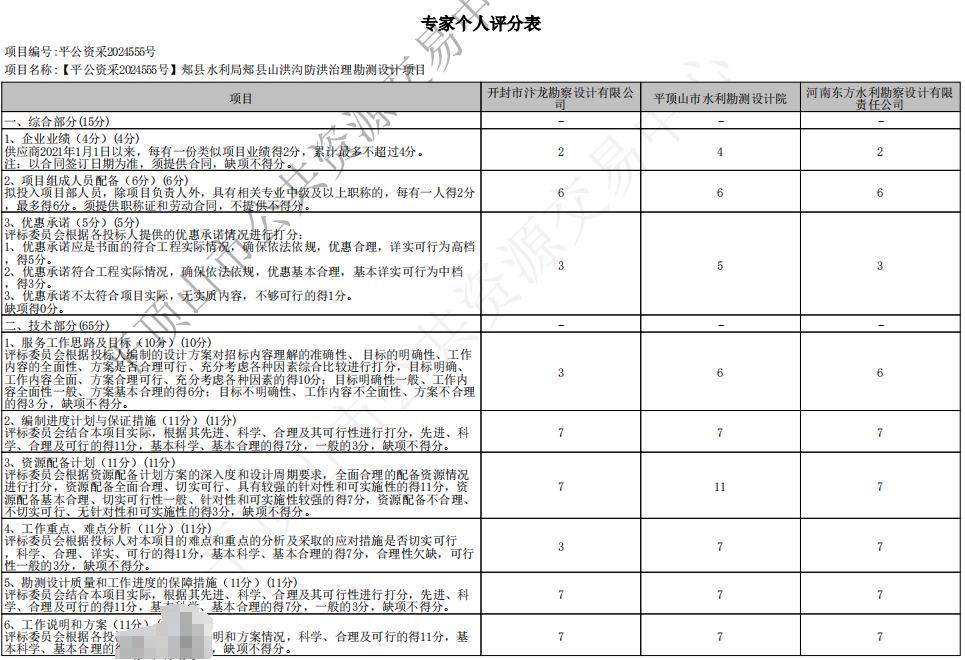 专家个人评分表
项目编号:平公资采2024555号
项目名称:【平公资采2024555号】郏县水利局郏县山洪沟防洪治理勘测设计项目
项目 开封市汴龙勘察设计有限公司 平顶山市水利勘测设计院 河南东方水利勘察设计有限责任公司
一、综合部分(15分) - - -
1、企业业绩（4分）(4分)
供应商2021年1月1日以来，每有一份类似项目业绩得2分，累计最多不超过4分。
注：以合同签订日期为准，须提供合同，缺项不得分。
2 4 2
2、项目组成人员配备（6分）(6分)
拟投入项目部人员，除项目负责人外，具有相关专业中级及以上职称的，每有一人得2分
，最多得6分。须提供职称证和劳动合同，不提供不得分。
6 6 6
3、优惠承诺（5分）(5分)
评标委员会根据各投标人提供的优惠承诺情况进行打分：
1、优惠承诺应是书面的符合工程实际情况，确保依法依规，优惠合理，详实可行为高档
，得5分。
2、优惠承诺符合工程实际情况，确保依法依规，优惠基本合理，基本详实可行为中档
，得3分。
3、优惠承诺不太符合项目实际，无实质内容，不够可行的得1分。
缺项得0分。
3 5 3
二、技术部分(65分) - - -
1、服务工作思路及目标（10分）(10分)
评标委员会根据投标人编制的设计方案对招标内容理解的准确性、目标的明确性、工作
内容的全面性、方案是否合理可行、充分考虑各种因素综合比较进行打分，目标明确、
工作内容全面、方案合理可行、充分考虑各种因素的得10分；目标明确性一般、工作内
容全面性一般、方案基本合理的得6分；目标不明确性、工作内容不全面性、方案不合理
的得3分，缺项不得分。
3 6 6
2、编制进度计划与保证措施（11分）(11分)
评标委员会结合本项目实际，根据其先进、科学、合理及其可行性进行打分，先进、科
学、合理及可行的得11分，基本科学、基本合理的得7分，一般的3分，缺项不得分。
7 7 7
3、资源配备计划（11分）(11分)
评标委员会根据资源配备计划方案的深入度和设计周期要求，全面合理的配备资源情况
进行打分，资源配备全面合理、切实可行、具有较强的针对性和可实施性的得11分，资
源配备基本合理、切实可行性一般、针对性和可实施性较强的得7分，资源配备不合理、
不切实可行、无针对性和可实施性的得3分，缺项不得分。
7 11 7
4、工作重点、难点分析（11分）(11分)
评标委员会根据投标人对本项目的难点和重点的分析及采取的应对措施是否切实可行
，科学、合理、详实、可行的得11分，基本科学、基本合理的得7分，合理性欠缺，可行
性一般的3分，缺项不得分。
3 7 7
5、勘测设计质量和工作进度的保障措施（11分）(11分)
评标委员会结合本项目实际，根据其先进、科学、合理及其可行性进行打分，先进、科
学、合理及可行的得11分，基本科学、基本合理的得7分，一般的3分，缺项不得分。
7 7 7
6、工作说明和方案（11分）
评标委员会根据各投 明和方案情况，科学、合理及可行的得11分，基
本科学、基本合理的得 ，缺项不得分。
7 7 7
平顶山市公共资源交易中心